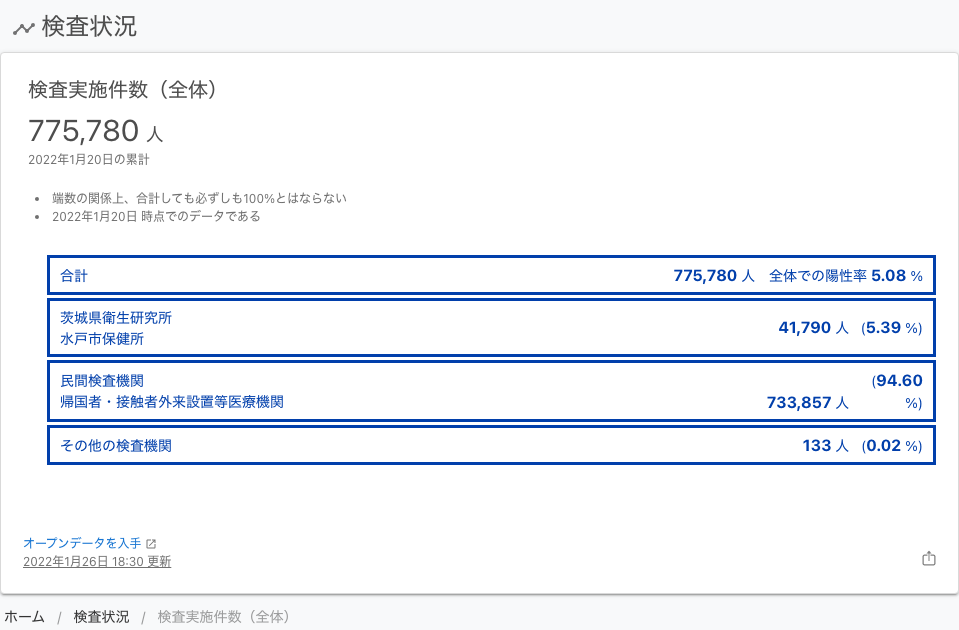 検査状況
検査実施件数（全体）
775,780 人
2022年1月20日の累計
端数の関係上、合計しても必ずしも100%とはならない
2022年1月20日 時点でのデータである
合計 775,780 人 全体での陽性率 5.08 %
茨城県衛生研究所
水戸市保健所 41,790 人 (5.39 %)
民間検査機関 (94.60
帰国者・接触者外来設置等医療機関 733,857 人 %)
その他の検査機関 133 人 (0.02 %)
オープンデータを入手
2022年1月26日 18:30 更新
ホーム / 検査状況 / 検査実施件数（全体）